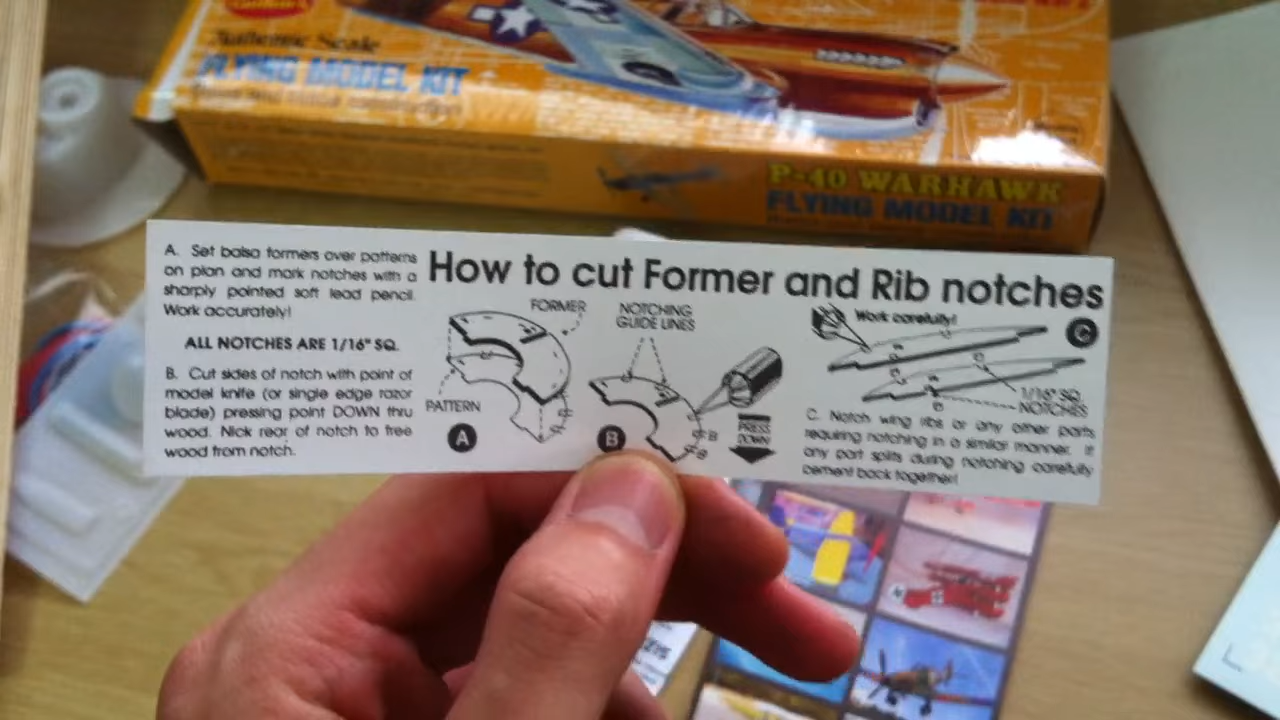 Guillow's
Authentic Scale
FLYING MODEL KIT
P-40 WARHAWK
FLYING MODEL KIT
How to cut Former and Rib notches
A. Set balsa formers over patterns
on plan and mark notches with a
sharply pointed soft lead pencil.
Work accurately!
ALL NOTCHES ARE 1/16" SQ.
B. Cut sides of notch with point of
model knife (or single edge razor
blade) pressing point DOWN thru
wood. Nick rear of notch to free
wood from notch.
FORMER
PATTERN
A
NOTCHING
GUIDE LINES
B
B
B
PRESS
DOWN
Work carefully!
C
1/16" SQ.
NOTCHES
C. Notch wing ribs or any other parts
requiring notching in a similar manner. If
any part splits during notching carefully
cement back together!